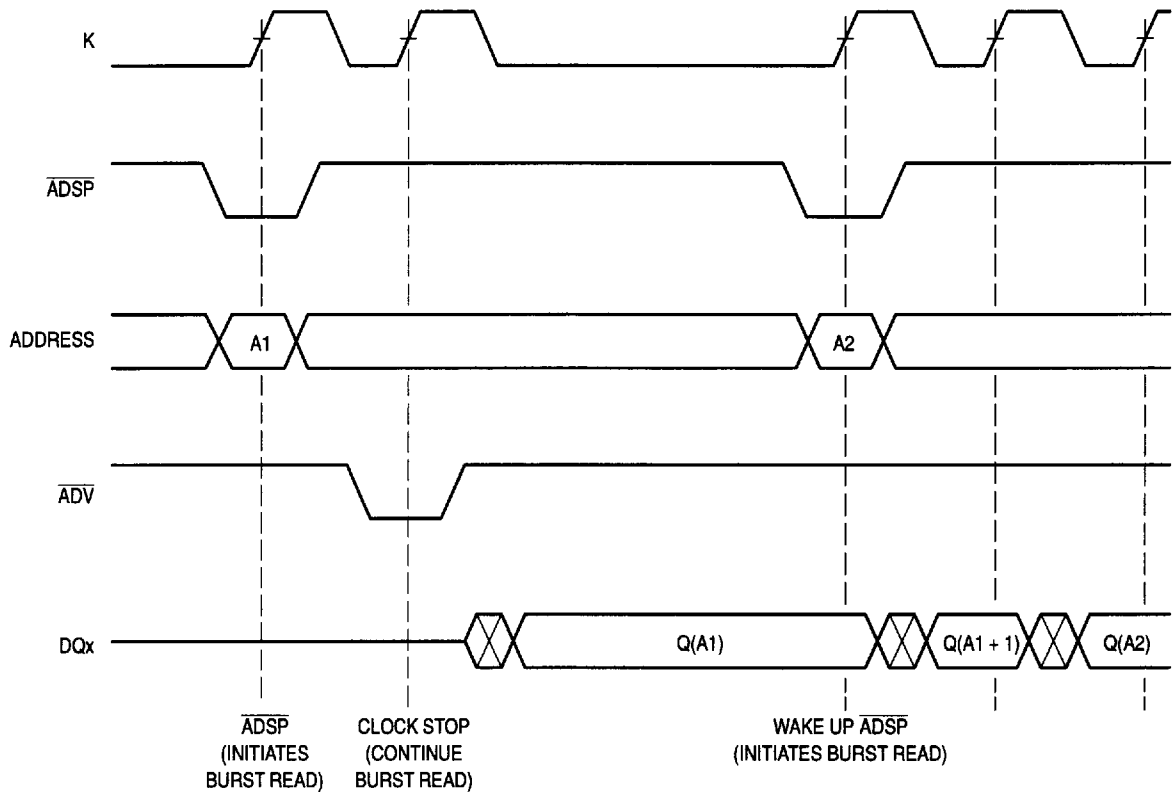 K
ADSP
ADDRESS
A1
A2
ADV
DQx
Q(A1)
Q(A1 + 1)
Q(A2)
ADSP
(INITIATES
BURST READ)
CLOCK STOP
(CONTINUE
BURST READ)
WAKE UP ADSP
(INITIATES BURST READ)